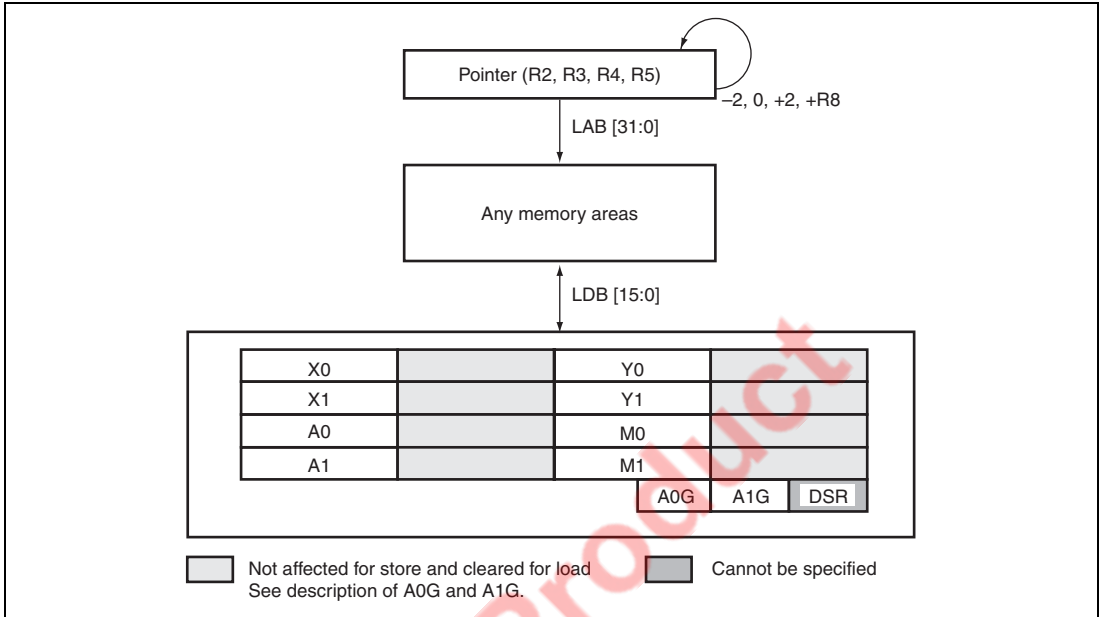 Pointer (R2, R3, R4, R5)
–2, 0, +2, +R8
LAB [31:0]
Any memory areas
LDB [15:0]
X0 Y0
X1 Y1
A0 M0
A1 M1
A0G A1G DSR
Not affected for store and cleared for load
See description of A0G and A1G.
Cannot be specified
Product